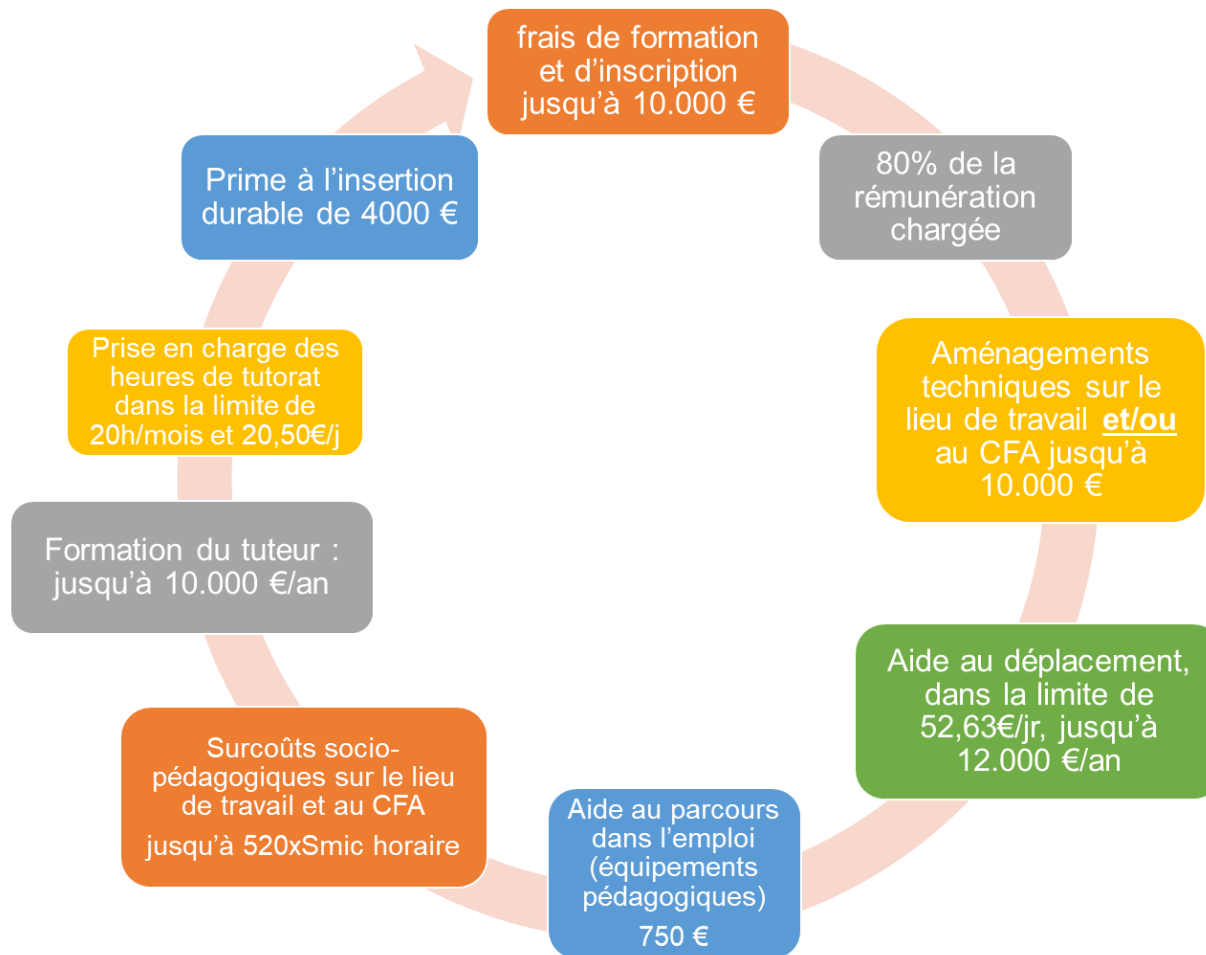 frais de formation
et d’inscription
jusqu’à 10.000 €
80% de la
rémunération
chargée
Aménagements
techniques sur le
lieu de travail et/ou
au CFA jusqu’à
10.000 €
Aide au déplacement,
dans la limite de
52,63€/jr, jusqu’à
12.000 €/an
Aide au parcours
dans l’emploi
(équipements
pédagogiques)
750 €
Surcoûts socio-
pédagogiques sur le lieu
de travail et au CFA
jusqu’à 520xSmic horaire
Formation du tuteur :
jusqu’à 10.000 €/an
Prise en charge des
heures de tutorat
dans la limite de
20h/mois et 20,50€/j
Prime à l’insertion
durable de 4000 €